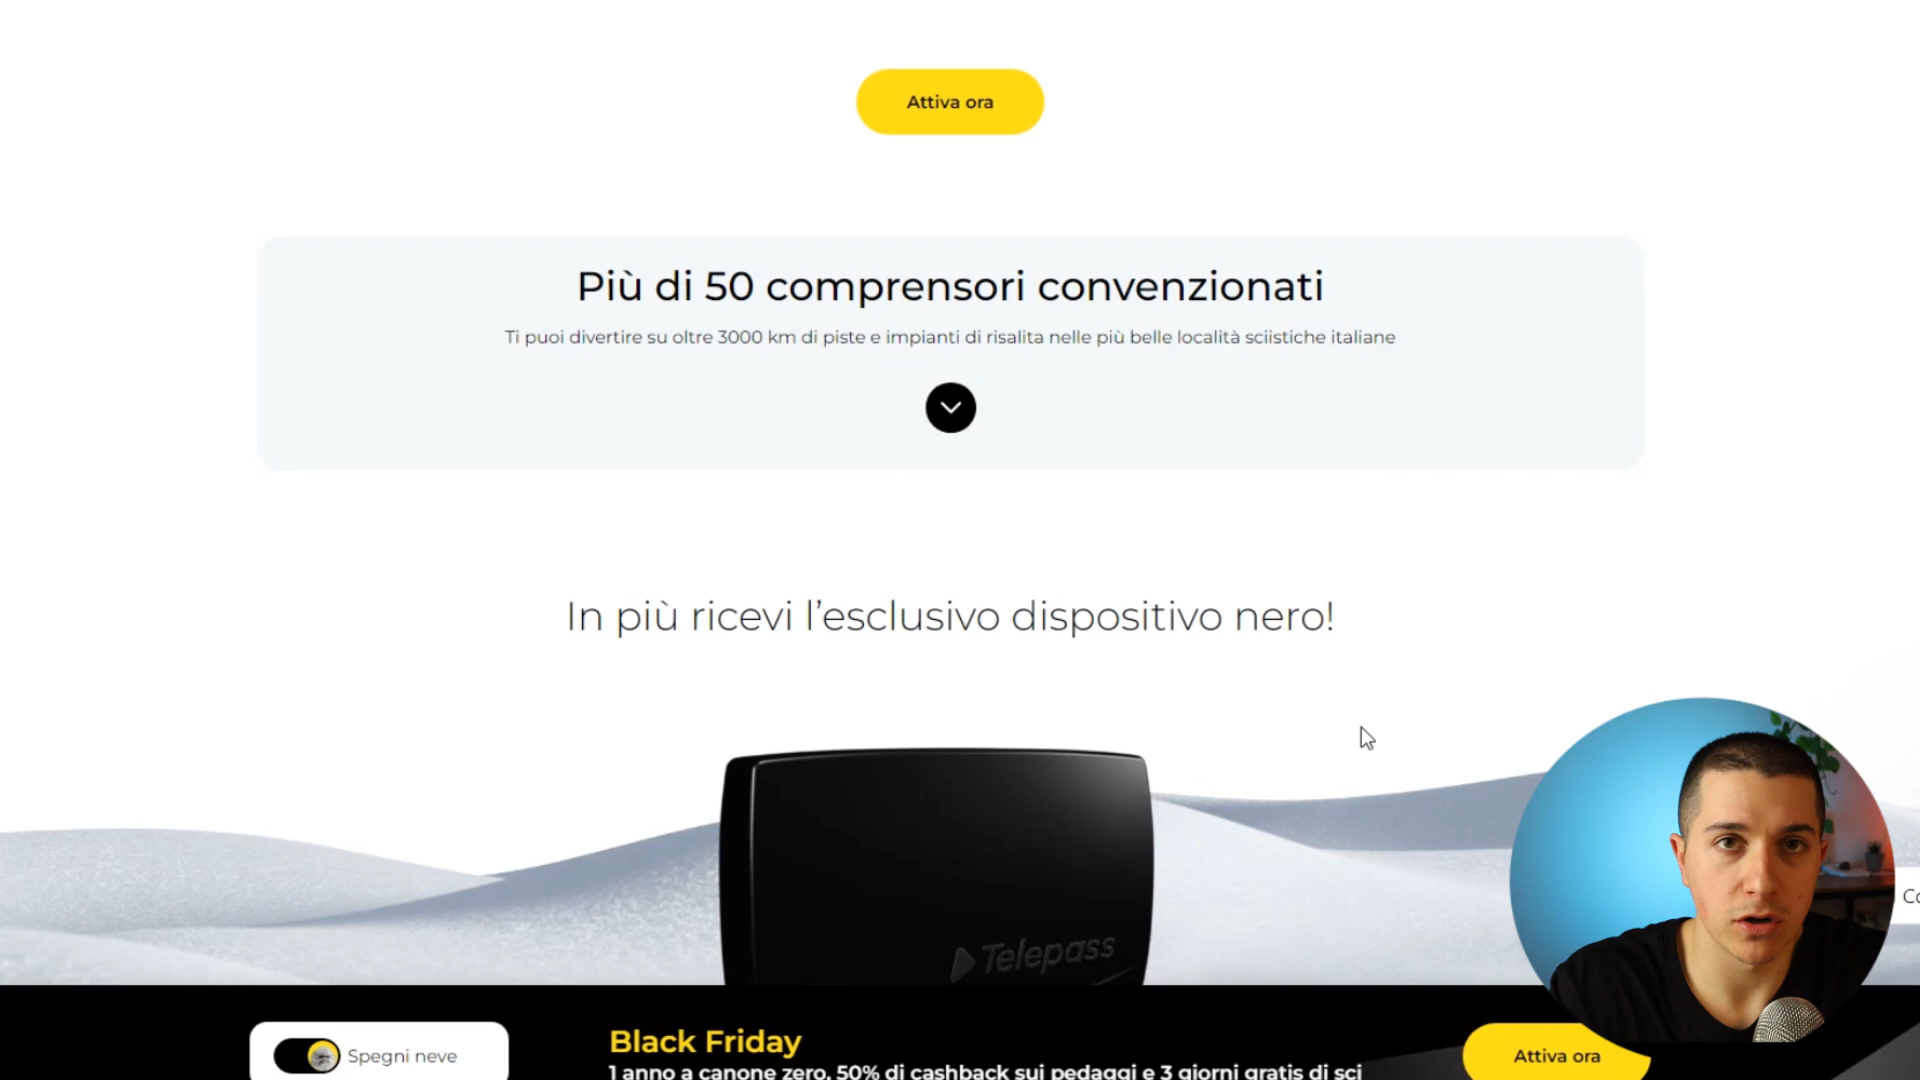 Attiva ora
Più di 50 comprensori convenzionati
Ti puoi divertire su oltre 3000 km di piste e impianti di risalita nelle più belle località sciistiche italiane
In più ricevi l’esclusivo dispositivo nero!
Telepass
Spegni neve
Black Friday
1 anno a canone zero, 50% di cashback sui pedaggi e 3 giorni gratis di sci
Attiva ora